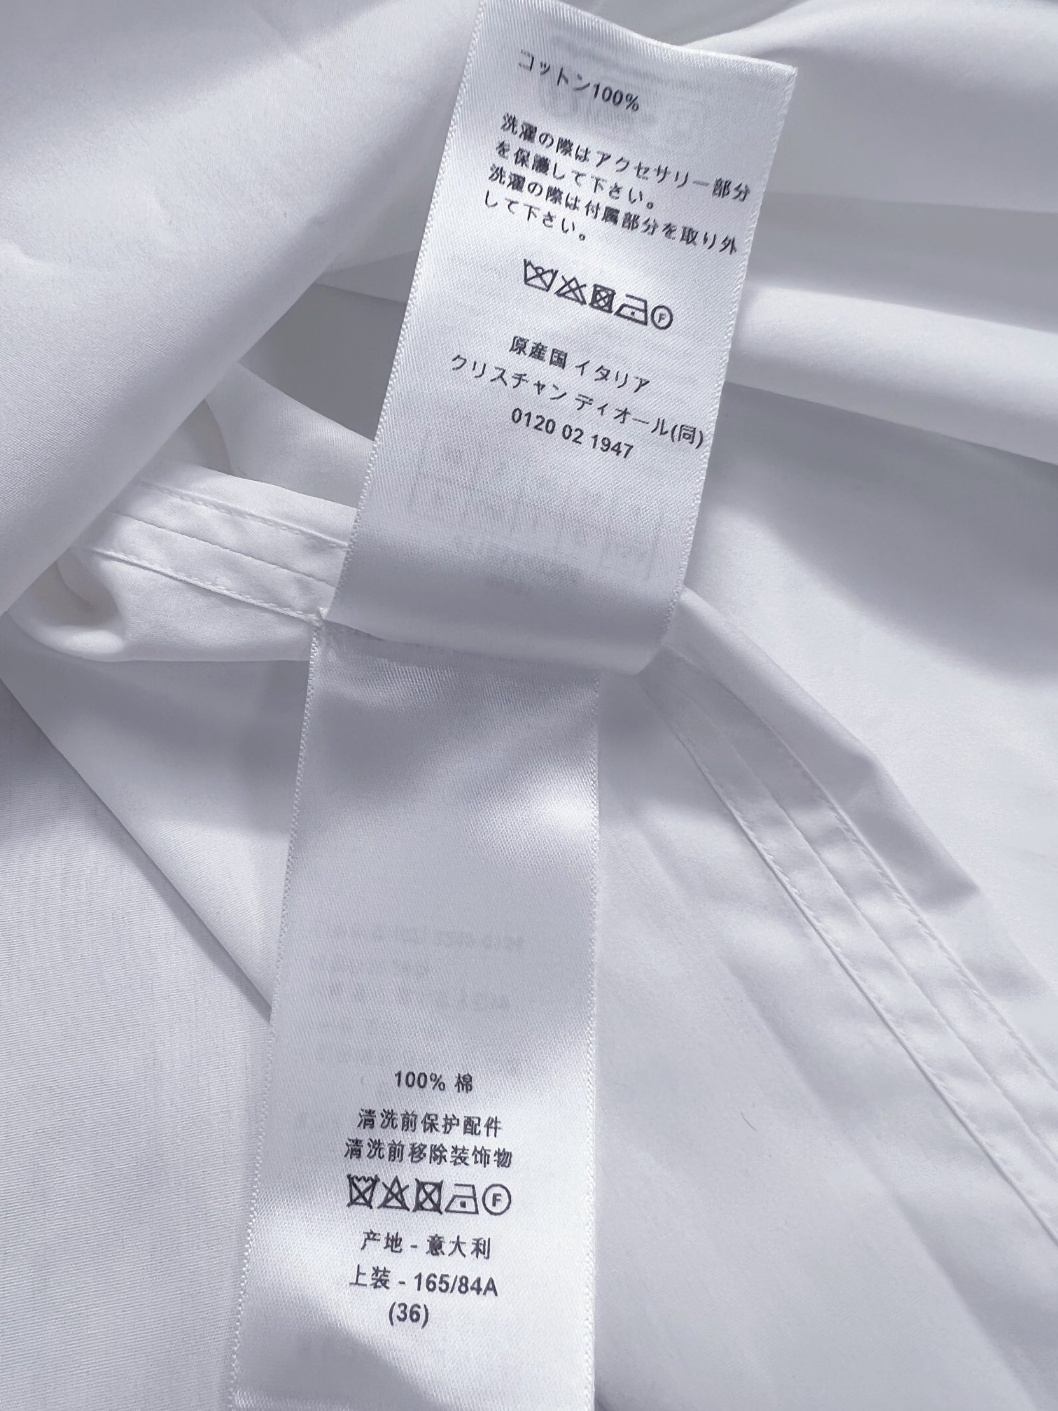 コットン100%
洗濯の際はアクセサリー部分
を保護して下さい。
洗濯の際は付属部分を取り外
して下さい。
F
原産国 イタリア
クリスチャン ディオール(同)
0120 02 1947
100% 棉
清洗前保护配件
清洗前移除装饰物
F
产地 - 意大利
上装 - 165/84A
(36)